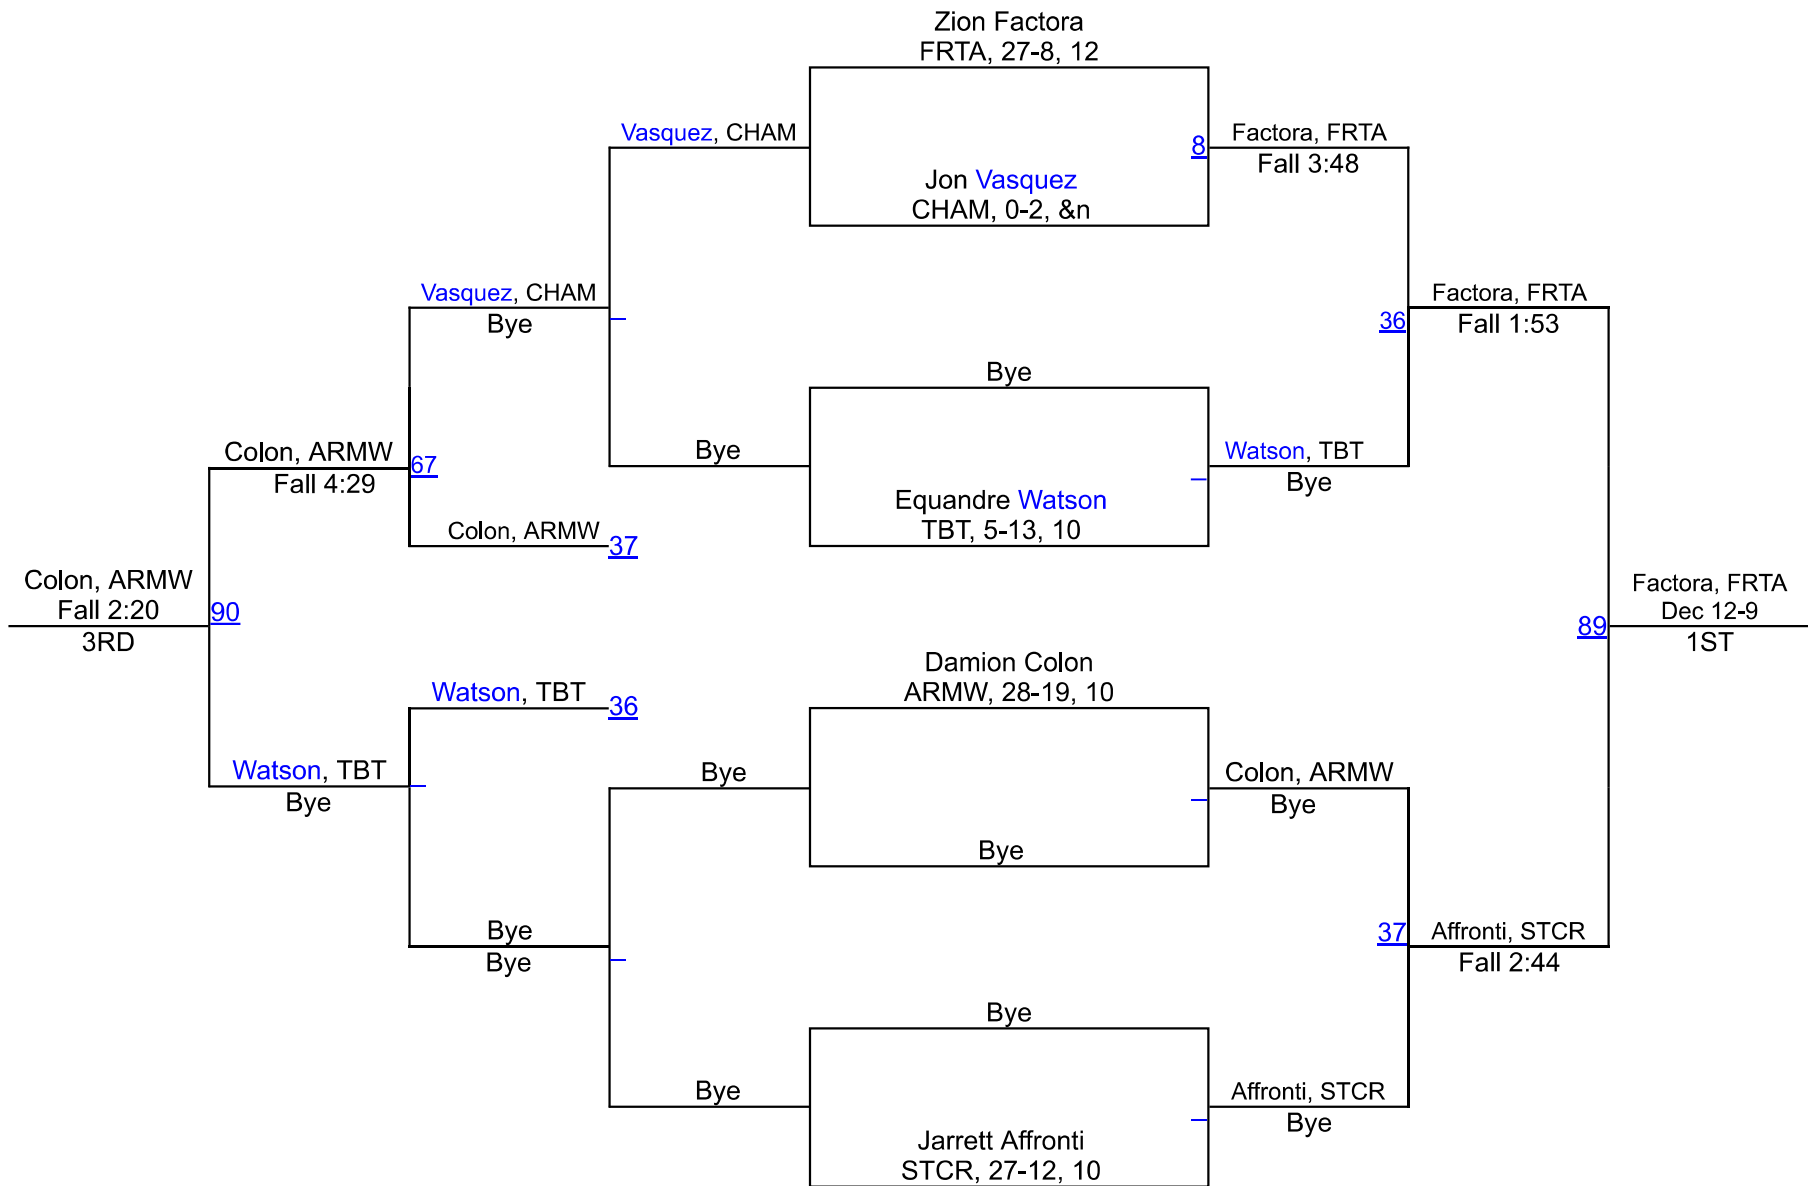 Zion Factora
FRTA, 27-8, 12
Vasquez, CHAM
8
Factora, FRTA
Fall 3:48
Jon Vasquez
CHAM, 0-2, &n
Vasquez, CHAM
Bye
Factora, FRTA
36
Fall 1:53
Bye
Colon, ARMW
67
Fall 4:29
Bye
Watson, TBT
Bye
Equandre Watson
TBT, 5-13, 10
Colon, ARMW
37
Colon, ARMW
Fall 2:20
90
3RD
Factora, FRTA
Dec 12-9
89
1ST
Damion Colon
ARMW, 28-19, 10
Watson, TBT
36
Watson, TBT
Bye
Bye
Colon, ARMW
Bye
Bye
Bye
Bye
37
Affronti, STCR
Fall 2:44
Bye
Bye
Affronti, STCR
Bye
Jarrett Affronti
STCR, 27-12, 10